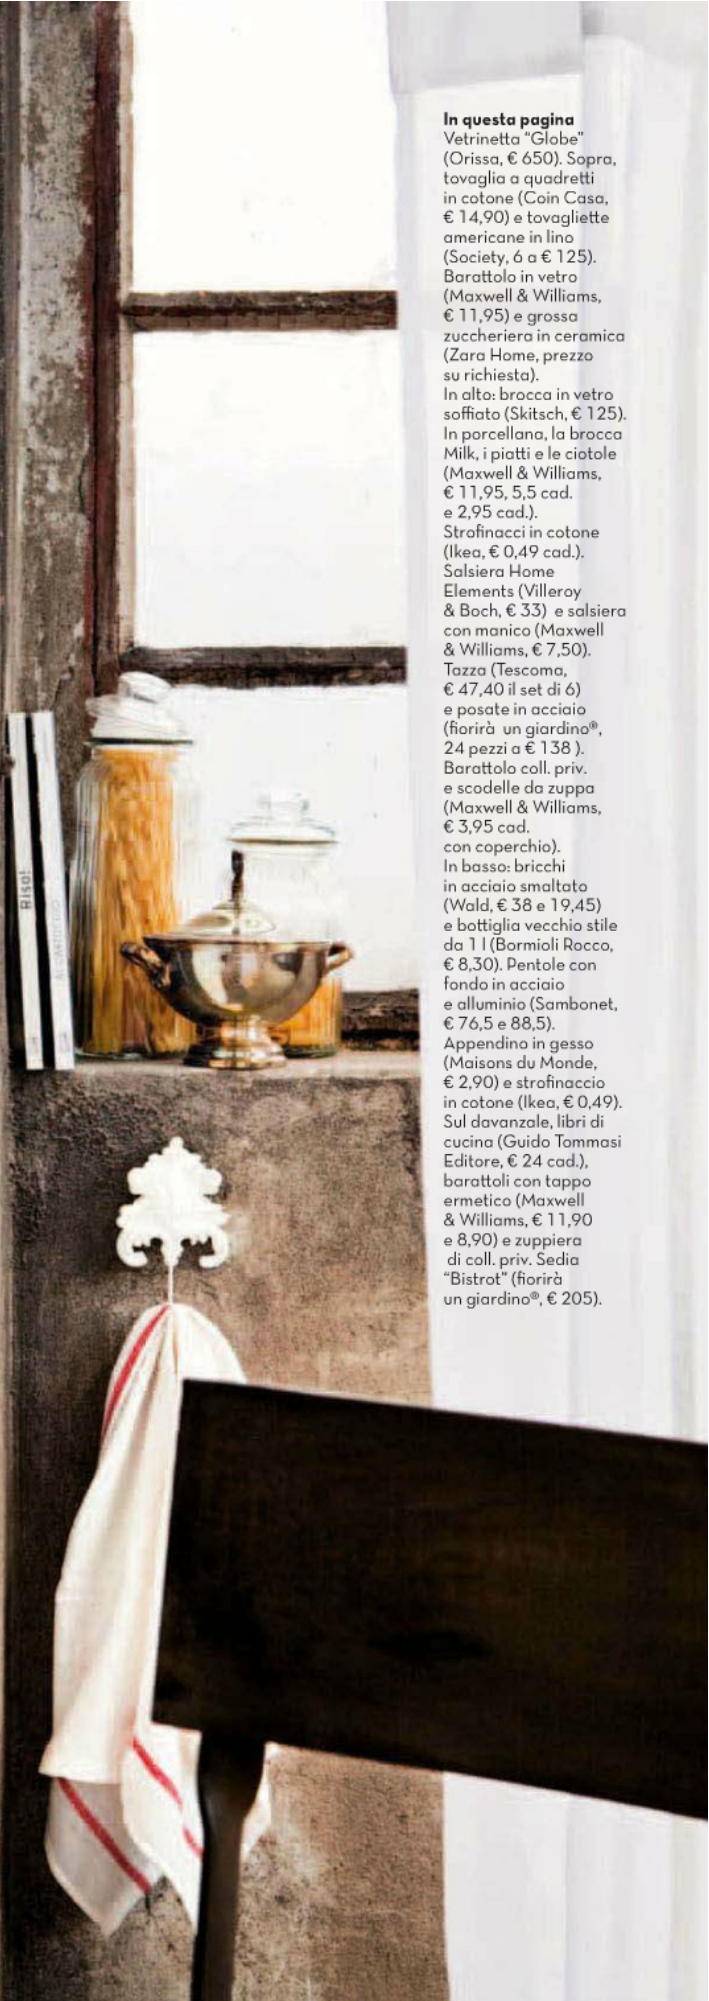 In questa pagina
Vetrinetta “Globe”
(Orissa, € 650). Sopra,
tovaglia a quadretti
in cotone (Coin Casa,
€ 14,90) e tovagliette
americane in lino
(Society, 6 a € 125).
Barattolo in vetro
(Maxwell & Williams,
€ 11,95) e grossa
zuccheriera in ceramica
(Zara Home, prezzo
su richiesta).
In alto: brocca in vetro
soffiato (Skitsch, € 125).
In porcellana, la brocca
Milk, i piatti e le ciotole
(Maxwell & Williams,
€ 11,95, 5,5 cad.
e 2,95 cad.).
Strofinacci in cotone
(Ikea, € 0,49 cad.).
Salsiera Home
Elements (Villeroy
& Boch, € 33) e salsiera
con manico (Maxwell
& Williams, € 7,50).
Tazza (Tescoma,
€ 47,40 il set di 6)
e posate in acciaio
(fiorirà un giardino®,
24 pezzi a € 138 ).
Barattolo coll. priv.
e scodelle da zuppa
(Maxwell & Williams,
€ 3,95 cad.
con coperchio).
In basso: bricchi
in acciaio smaltato
(Wald, € 38 e 19,45)
e bottiglia vecchio stile
da 1 l (Bormioli Rocco,
€ 8,30). Pentole con
fondo in acciaio
e alluminio (Sambonet,
€ 76,5 e 88,5).
Appendino in gesso
(Maisons du Monde,
€ 2,90) e strofinaccio
in cotone (Ikea, € 0,49).
Sul davanzale, libri di
cucina (Guido Tommasi
Editore, € 24 cad.),
barattoli con tappo
ermetico (Maxwell
& Williams, € 11,90
e 8,90) e zuppiera
di coll. priv. Sedia
“Bistrot” (fiorirà
un giardino®, € 205).
Riso!